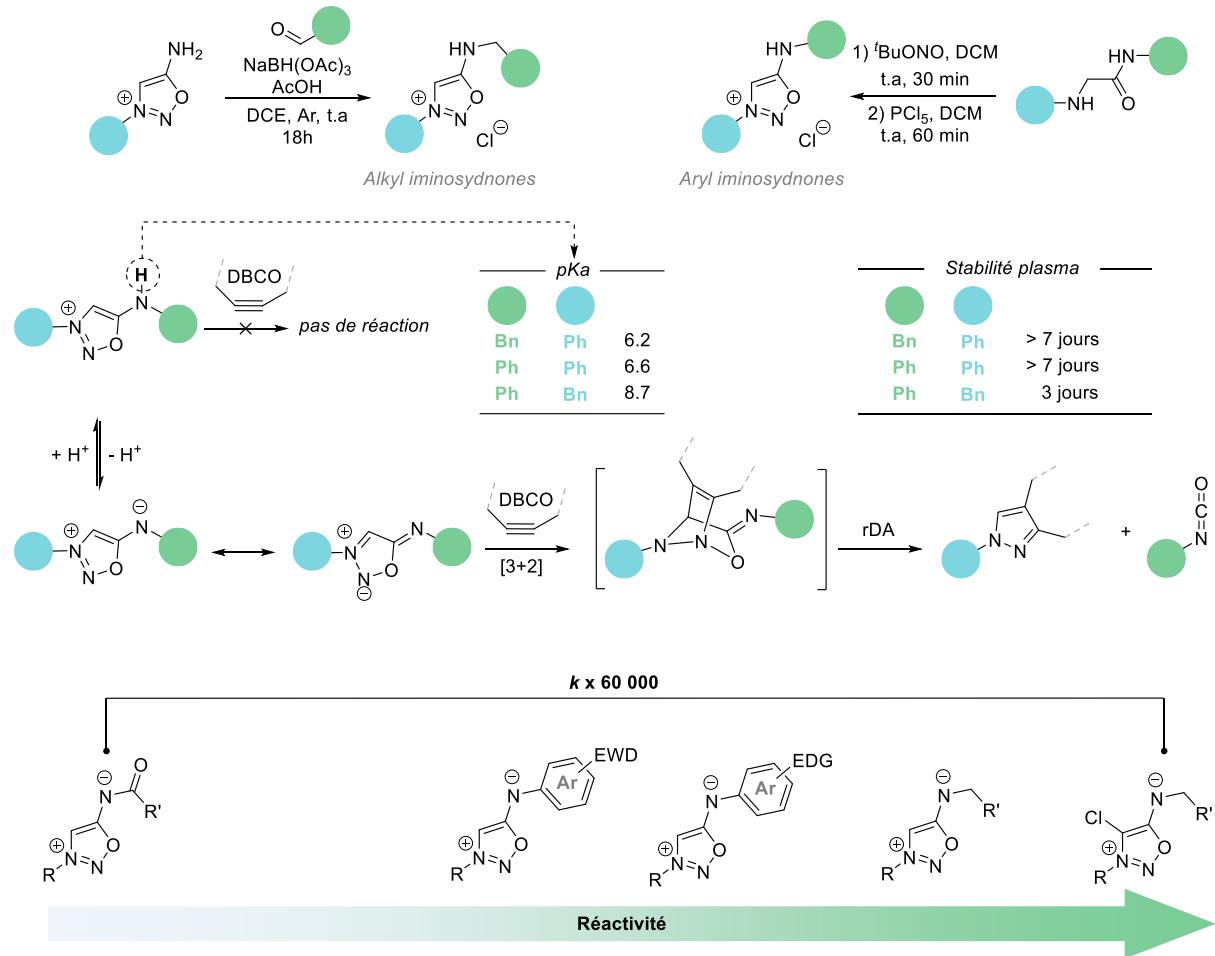 NH2
O
NaBH(OAc)3
AcOH
DCE, Ar, t.a
18h
⊕
N
N
O
HN
O
⊕
N
N
Cl⊖
Alkyl iminosydnones
HN
O
⊕
N
N
Cl⊖
Aryl iminosydnones
1) tBuONO, DCM
t.a, 30 min
2) PCl5, DCM
t.a, 60 min
HN
NH
O
H
N
⊕
N
N
O
DBCO
pas de réaction
pKa
Bn Ph 6.2
Ph Ph 6.6
Ph Bn 8.7
Stabilité plasma
Bn Ph > 7 jours
Ph Ph > 7 jours
Ph Bn 3 jours
+ H+
- H+
⊖
N
⊕
N
N
O
N
⊕
N
N
⊖
O
DBCO
[3+2]
N
N
N
O
rDA
N
N
+
O
C
N
k x 60 000
⊖
N
O
R'
O
⊕
N
N
R
⊖
N
Ar
EWD
O
⊕
N
N
R
⊖
N
Ar
EDG
O
⊕
N
N
R
⊖
N
R'
O
⊕
N
N
R
⊖
N
R'
Cl
O
⊕
N
N
R
Réactivité